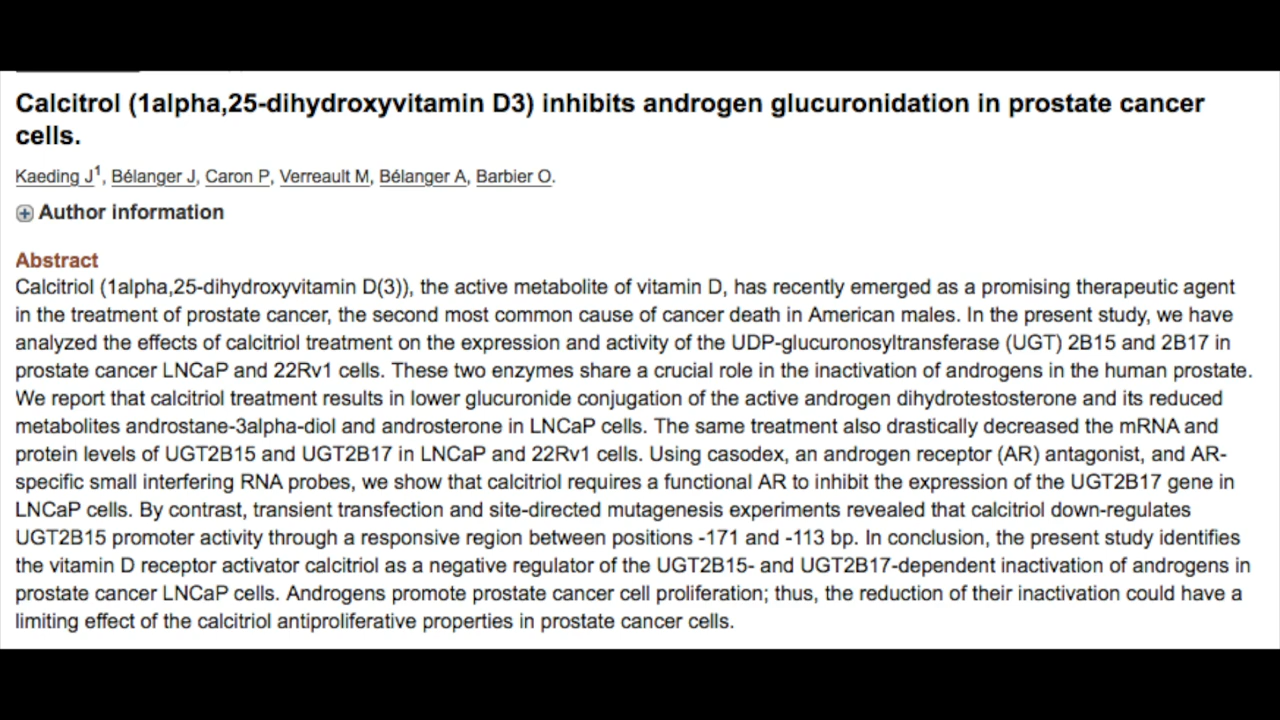 Calcitrol (1alpha,25-dihydroxyvitamin D3) inhibits androgen glucuronidation in prostate cancer
cells.
Kaeding J1, Bélanger J, Caron P, Verreault M, Bélanger A, Barbier O.
Author information
Abstract
Calcitriol (1alpha,25-dihydroxyvitamin D(3)), the active metabolite of vitamin D, has recently emerged as a promising therapeutic agent
in the treatment of prostate cancer, the second most common cause of cancer death in American males. In the present study, we have
analyzed the effects of calcitriol treatment on the expression and activity of the UDP-glucuronosyltransferase (UGT) 2B15 and 2B17 in
prostate cancer LNCaP and 22Rv1 cells. These two enzymes share a crucial role in the inactivation of androgens in the human prostate.
We report that calcitriol treatment results in lower glucuronide conjugation of the active androgen dihydrotestosterone and its reduced
metabolites androstane-3alpha-diol and androsterone in LNCaP cells. The same treatment also drastically decreased the mRNA and
protein levels of UGT2B15 and UGT2B17 in LNCaP and 22Rv1 cells. Using casodex, an androgen receptor (AR) antagonist, and AR-
specific small interfering RNA probes, we show that calcitriol requires a functional AR to inhibit the expression of the UGT2B17 gene in
LNCaP cells. By contrast, transient transfection and site-directed mutagenesis experiments revealed that calcitriol down-regulates
UGT2B15 promoter activity through a responsive region between positions -171 and -113 bp. In conclusion, the present study identifies
the vitamin D receptor activator calcitriol as a negative regulator of the UGT2B15- and UGT2B17-dependent inactivation of androgens in
prostate cancer LNCaP cells. Androgens promote prostate cancer cell proliferation; thus, the reduction of their inactivation could have a
limiting effect of the calcitriol antiproliferative properties in prostate cancer cells.